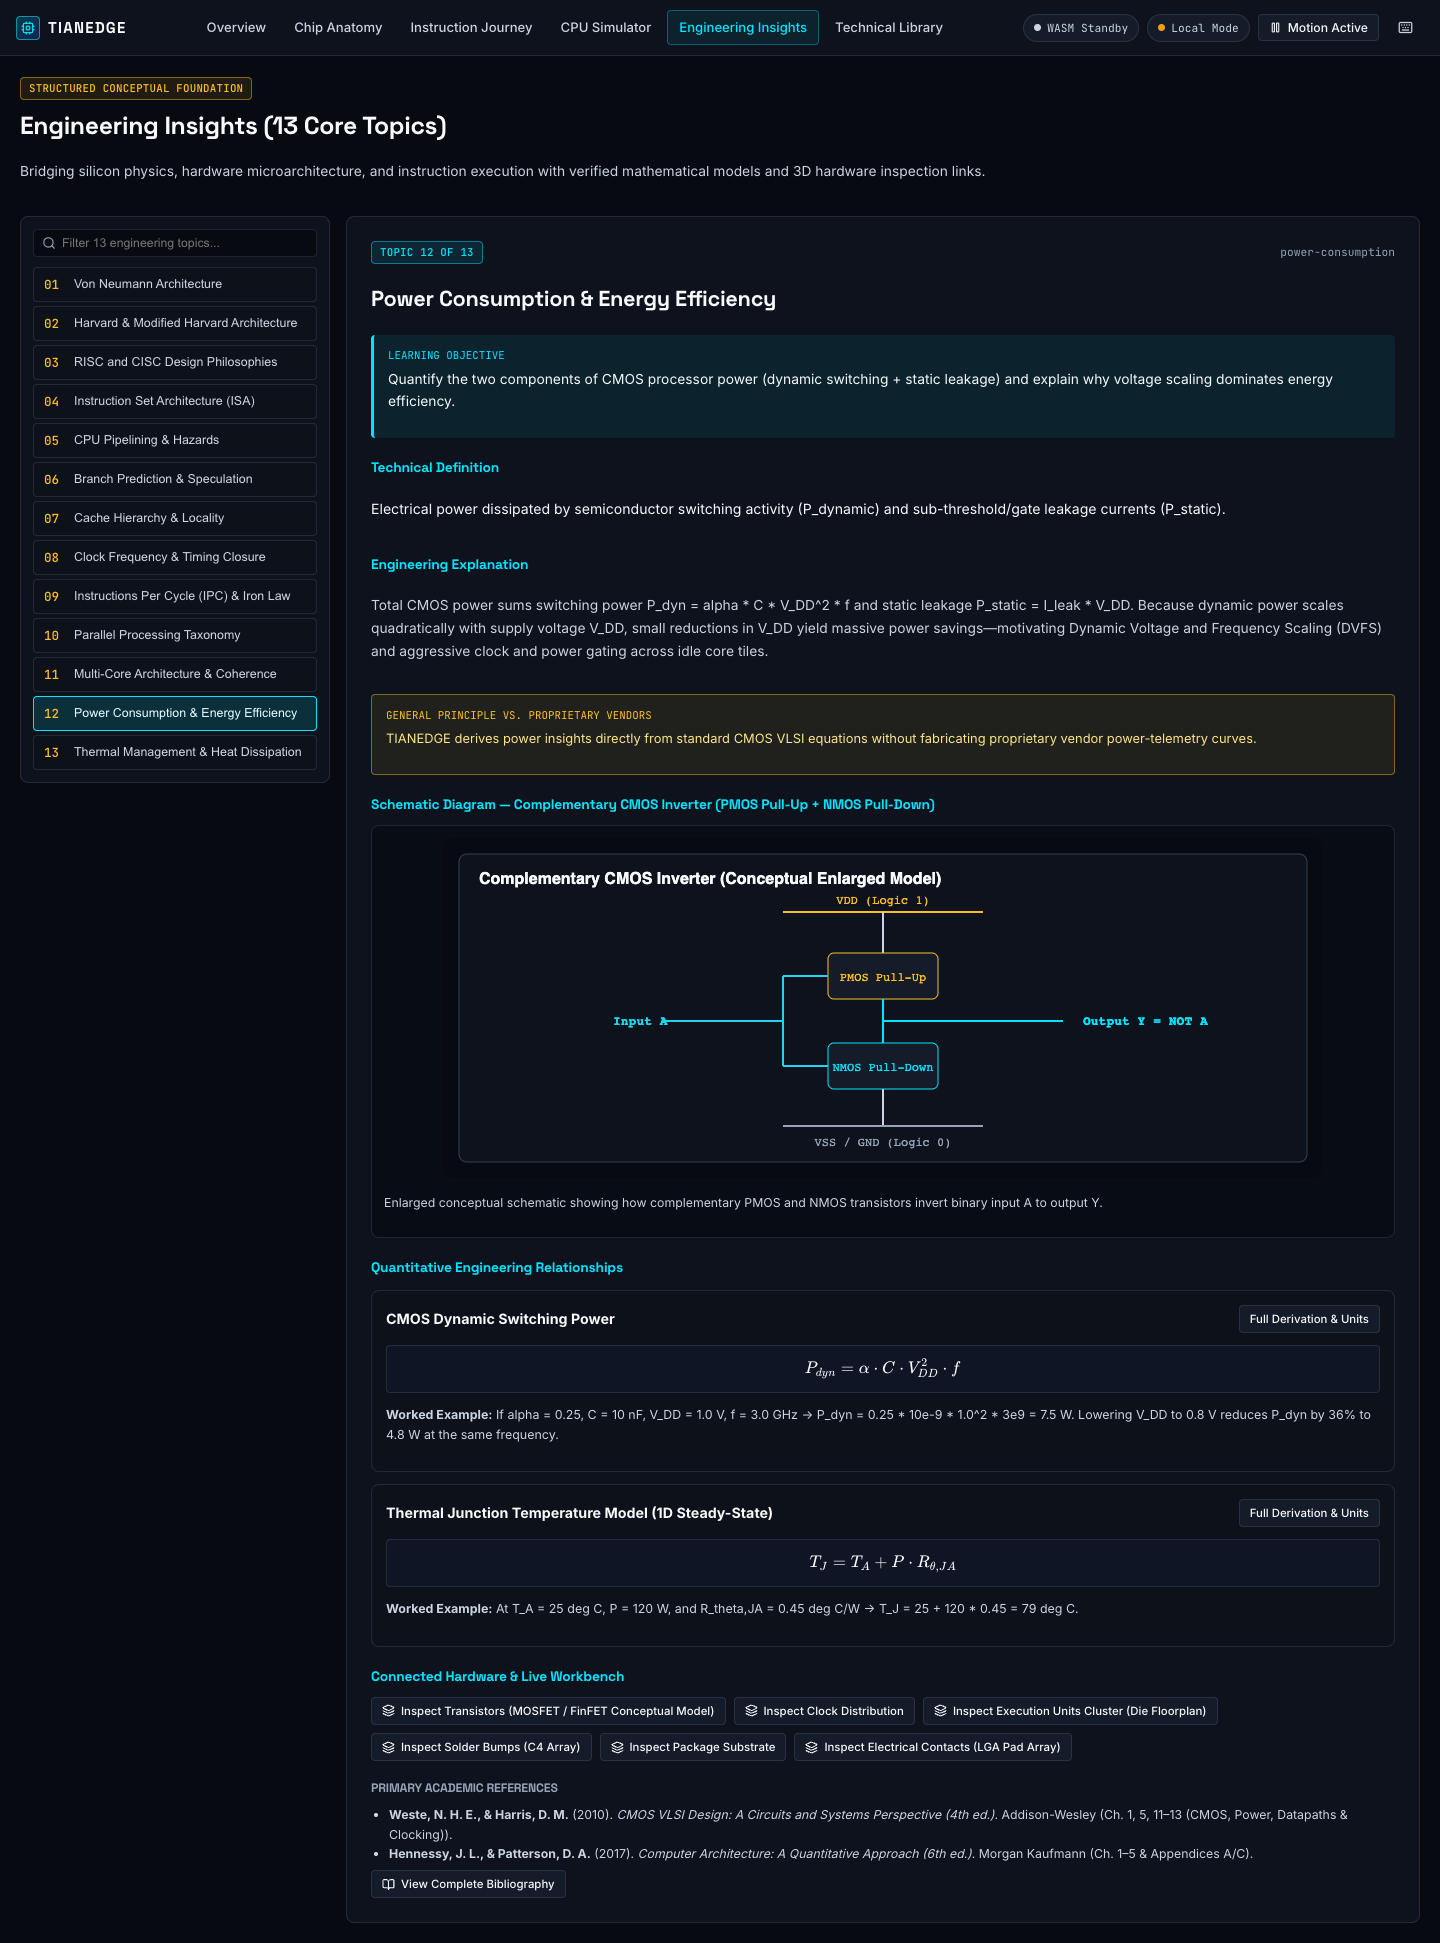 TIANEDGE
Overview
Chip Anatomy
Instruction Journey
CPU Simulator
Engineering Insights
Technical Library
WASM Standby
Local Mode
Motion Active
STRUCTURED CONCEPTUAL FOUNDATION
Engineering Insights (13 Core Topics)
Bridging silicon physics, hardware microarchitecture, and instruction execution with verified mathematical models and 3D hardware inspection links.
Filter 13 engineering topics...
01 Von Neumann Architecture
02 Harvard & Modified Harvard Architecture
03 RISC and CISC Design Philosophies
04 Instruction Set Architecture (ISA)
05 CPU Pipelining & Hazards
06 Branch Prediction & Speculation
07 Cache Hierarchy & Locality
08 Clock Frequency & Timing Closure
09 Instructions Per Cycle (IPC) & Iron Law
10 Parallel Processing Taxonomy
11 Multi-Core Architecture & Coherence
12 Power Consumption & Energy Efficiency
13 Thermal Management & Heat Dissipation
TOPIC 12 OF 13
power-consumption
Power Consumption & Energy Efficiency
LEARNING OBJECTIVE
Quantify the two components of CMOS processor power (dynamic switching + static leakage) and explain why voltage scaling dominates energy
efficiency.
Technical Definition
Electrical power dissipated by semiconductor switching activity (P_dynamic) and sub-threshold/gate leakage currents (P_static).
Engineering Explanation
Total CMOS power sums switching power P_dyn = alpha * C * V_DD^2 * f and static leakage P_static = I_leak * V_DD. Because dynamic power scales
quadratically with supply voltage V_DD, small reductions in V_DD yield massive power savings—motivating Dynamic Voltage and Frequency Scaling (DVFS)
and aggressive clock and power gating across idle core tiles.
GENERAL PRINCIPLE VS. PROPRIETARY VENDORS
TIANEDGE derives power insights directly from standard CMOS VLSI equations without fabricating proprietary vendor power-telemetry curves.
Schematic Diagram — Complementary CMOS Inverter (PMOS Pull-Up + NMOS Pull-Down)
Complementary CMOS Inverter (Conceptual Enlarged Model)
VDD (Logic 1)
PMOS Pull-Up
Input A
Output Y = NOT A
NMOS Pull-Down
VSS / GND (Logic 0)
Enlarged conceptual schematic showing how complementary PMOS and NMOS transistors invert binary input A to output Y.
Quantitative Engineering Relationships
CMOS Dynamic Switching Power
Full Derivation & Units
P_dyn = α · C · V_DD^2 · f
Worked Example: If alpha = 0.25, C = 10 nF, V_DD = 1.0 V, f = 3.0 GHz → P_dyn = 0.25 * 10e-9 * 1.0^2 * 3e9 = 7.5 W. Lowering V_DD to 0.8 V reduces P_dyn by 36% to
4.8 W at the same frequency.
Thermal Junction Temperature Model (1D Steady-State)
Full Derivation & Units
T_J = T_A + P · R_θ,JA
Worked Example: At T_A = 25 deg C, P = 120 W, and R_theta,JA = 0.45 deg C/W → T_J = 25 + 120 * 0.45 = 79 deg C.
Connected Hardware & Live Workbench
Inspect Transistors (MOSFET / FinFET Conceptual Model)
Inspect Clock Distribution
Inspect Execution Units Cluster (Die Floorplan)
Inspect Solder Bumps (C4 Array)
Inspect Package Substrate
Inspect Electrical Contacts (LGA Pad Array)
PRIMARY ACADEMIC REFERENCES
• Weste, N. H. E., & Harris, D. M. (2010). CMOS VLSI Design: A Circuits and Systems Perspective (4th ed.). Addison-Wesley (Ch. 1, 5, 11–13 (CMOS, Power, Datapaths &
Clocking)).
• Hennessy, J. L., & Patterson, D. A. (2017). Computer Architecture: A Quantitative Approach (6th ed.). Morgan Kaufmann (Ch. 1–5 & Appendices A/C).
View Complete Bibliography